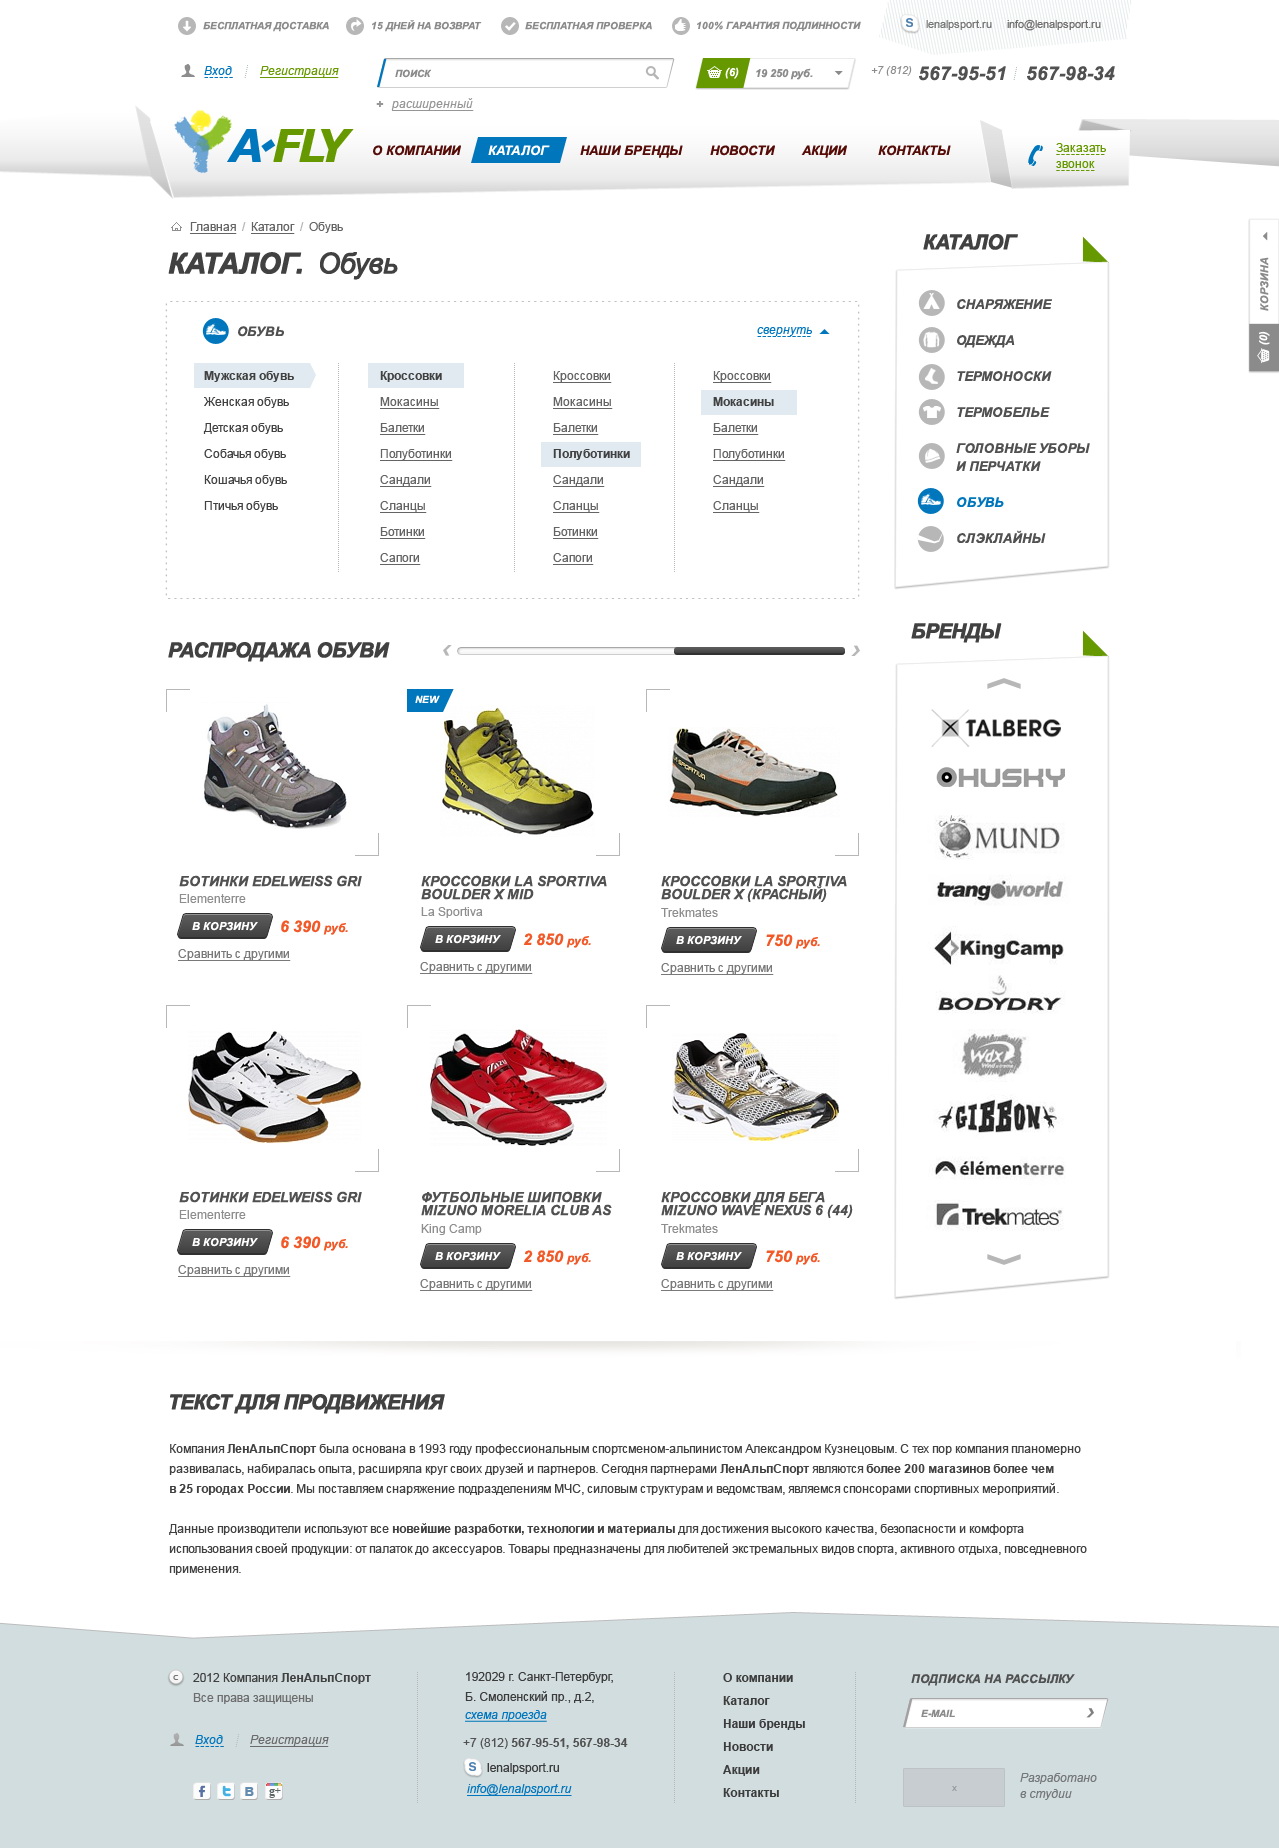 БЕСПЛАТНАЯ ДОСТАВКА
15 ДНЕЙ НА ВОЗВРАТ
БЕСПЛАТНАЯ ПРОВЕРКА
100% ГАРАНТИЯ ПОДЛИННОСТИ
lenalpsport.ru
info@lenalpsport.ru
Вход
Регистрация
ПОИСК
(6)
19 250 руб.
+7 (812) 567-95-51
567-98-34
+ расширенный
A-FLY
О КОМПАНИИ
КАТАЛОГ
НАШИ БРЕНДЫ
НОВОСТИ
АКЦИИ
КОНТАКТЫ
Заказать
звонок
Главная / Каталог / Обувь
КАТАЛОГ. Обувь
ОБУВЬ
свернуть
Мужская обувь
Женская обувь
Детская обувь
Собачья обувь
Кошачья обувь
Птичья обувь
Кроссовки
Мокасины
Балетки
Полуботинки
Сандали
Сланцы
Ботинки
Сапоги
Кроссовки
Мокасины
Балетки
Полуботинки
Сандали
Сланцы
Ботинки
Сапоги
Кроссовки
Мокасины
Балетки
Полуботинки
Сандали
Сланцы
КАТАЛОГ
СНАРЯЖЕНИЕ
ОДЕЖДА
ТЕРМОНОСКИ
ТЕРМОБЕЛЬЕ
ГОЛОВНЫЕ УБОРЫ
И ПЕРЧАТКИ
ОБУВЬ
СЛЭКЛАЙНЫ
КОРЗИНА
(0)
РАСПРОДАЖА ОБУВИ
NEW
БОТИНКИ EDELWEISS GRI
Elementerre
В КОРЗИНУ
6 390 руб.
Сравнить с другими
КРОССОВКИ LA SPORTIVA
BOULDER X MID
La Sportiva
В КОРЗИНУ
2 850 руб.
Сравнить с другими
КРОССОВКИ LA SPORTIVA
BOULDER X (КРАСНЫЙ)
Trekmates
В КОРЗИНУ
750 руб.
Сравнить с другими
БОТИНКИ EDELWEISS GRI
Elementerre
В КОРЗИНУ
6 390 руб.
Сравнить с другими
ФУТБОЛЬНЫЕ ШИПОВКИ
MIZUNO MORELIA CLUB AS
King Camp
В КОРЗИНУ
2 850 руб.
Сравнить с другими
КРОССОВКИ ДЛЯ БЕГА
MIZUNO WAVE NEXUS 6 (44)
Trekmates
В КОРЗИНУ
750 руб.
Сравнить с другими
БРЕНДЫ
TALBERG
HUSKY
MUND
trangoworld
KingCamp
BODYDRY
Wdx
GIBBON
élémenterre
Trekmates
ТЕКСТ ДЛЯ ПРОДВИЖЕНИЯ
Компания ЛенАльпСпорт была основана в 1993 году профессиональным спортсменом-альпинистом Александром Кузнецовым. С тех пор компания планомерно
развивалась, набиралась опыта, расширяла круг своих друзей и партнеров. Сегодня партнерами ЛенАльпСпорт являются более 200 магазинов более чем
в 25 городах России. Мы поставляем снаряжение подразделениям МЧС, силовым структурам и ведомствам, являемся спонсорами спортивных мероприятий.
Данные производители используют все новейшие разработки, технологии и материалы для достижения высокого качества, безопасности и комфорта
использования своей продукции: от палаток до аксессуаров. Товары предназначены для любителей экстремальных видов спорта, активного отдыха, повседневного
применения.
c 2012 Компания ЛенАльпСпорт
Все права защищены
Вход
Регистрация
192029 г. Санкт-Петербург,
Б. Смоленский пр., д.2,
схема проезда
+7 (812) 567-95-51, 567-98-34
lenalpsport.ru
info@lenalpsport.ru
О компании
Каталог
Наши бренды
Новости
Акции
Контакты
ПОДПИСКА НА РАССЫЛКУ
E-MAIL
x
Разработано
в студии